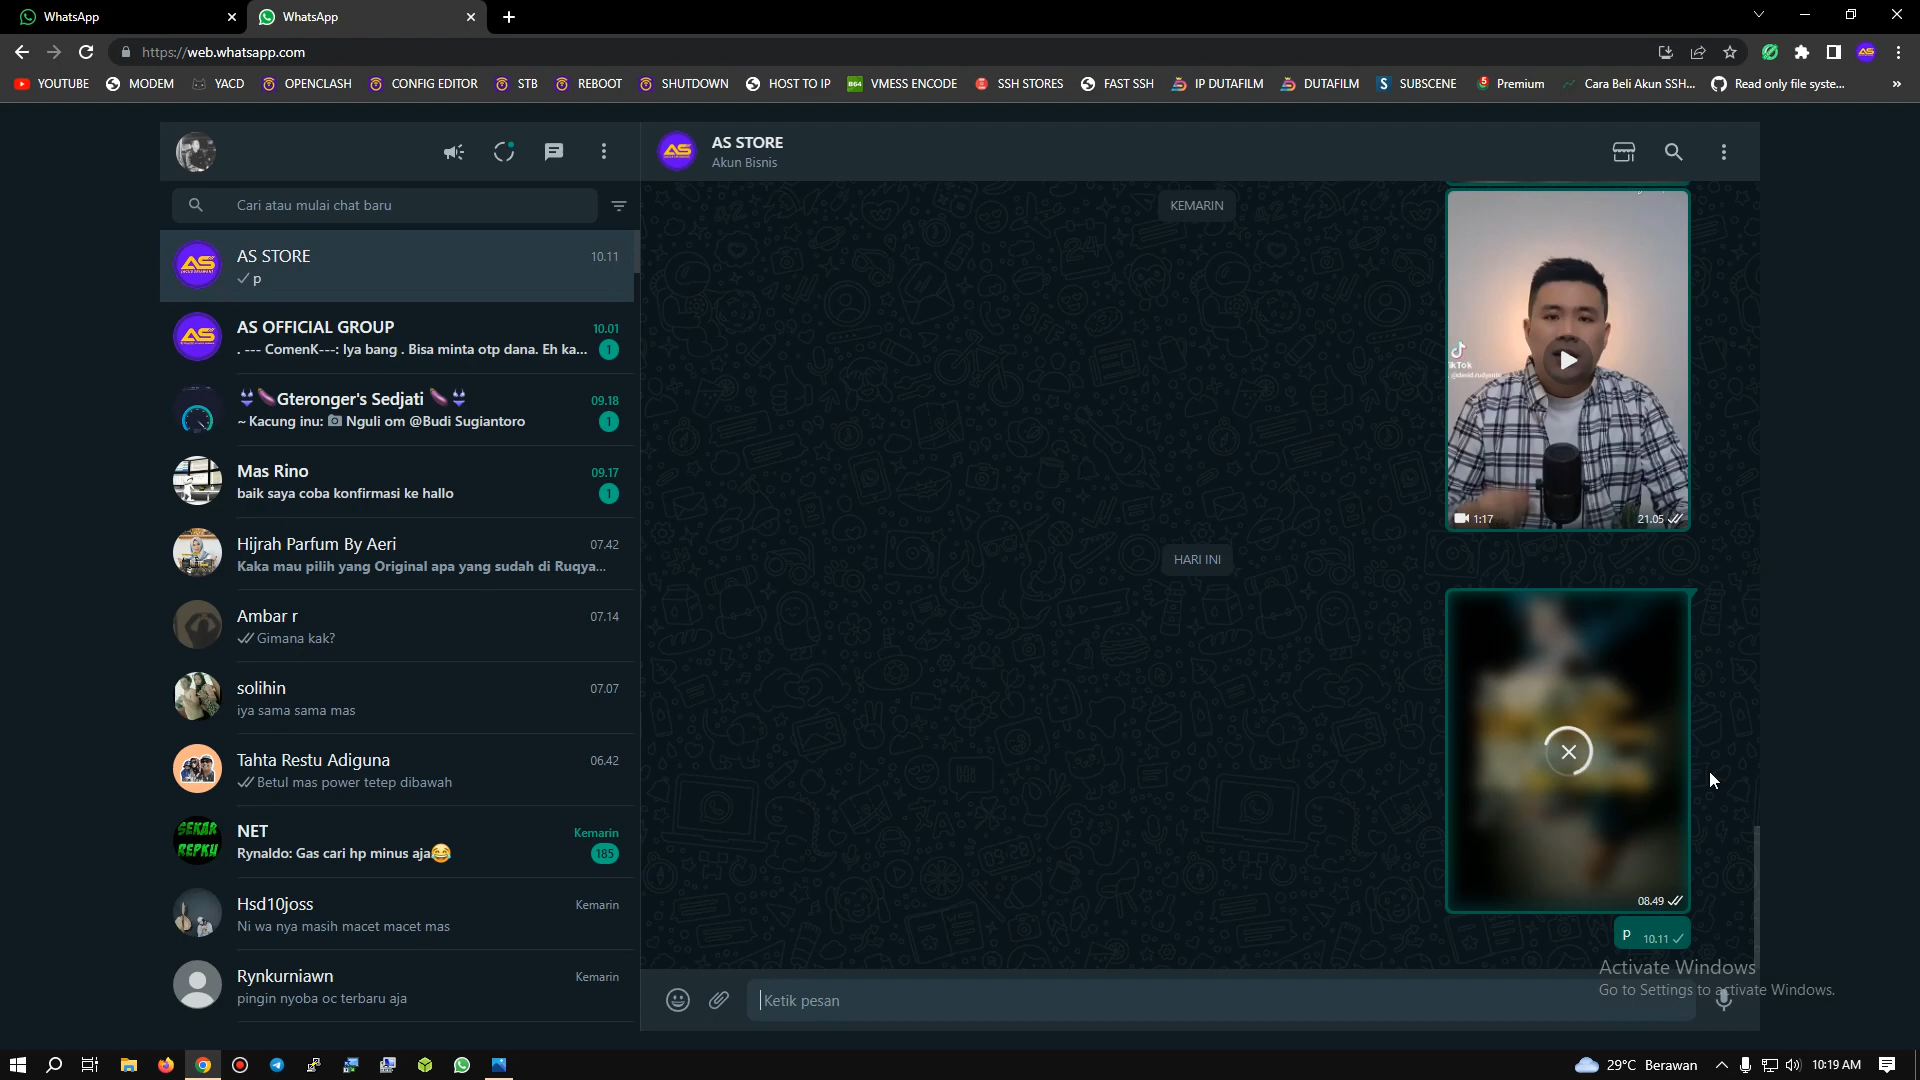 WhatsApp
WhatsApp
https://web.whatsapp.com
YOUTUBE MODEM YACD OPENCLASH CONFIG EDITOR STB REBOOT SHUTDOWN HOST TO IP VMESS ENCODE SSH STORES FAST SSH IP DUTAFILM DUTAFILM SUBSCENE Premium Cara Beli Akun SSH... Read only file syste...
AS STORE
Akun Bisnis
Cari atau mulai chat baru
AS STORE 10.11
p
AS OFFICIAL GROUP 10.01
. --- ComenK---: Iya bang . Bisa minta otp dana. Eh ka... 1
Gteronger's Sedjati 09.18
~ Kacung inu: Nguli om @Budi Sugiantoro 1
Mas Rino 09.17
baik saya coba konfirmasi ke hallo 1
Hijrah Parfum By Aeri 07.42
Kaka mau pilih yang Original apa yang sudah di Ruqya...
Ambar r 07.14
Gimana kak?
solihin 07.07
iya sama sama mas
Tahta Restu Adiguna 06.42
Betul mas power tetep dibawah
NET Kemarin
Rynaldo: Gas cari hp minus aja😂 185
Hsd10joss Kemarin
Ni wa nya masih macet macet mas
Rynkurniawn Kemarin
pingin nyoba oc terbaru aja
KEMARIN
1:17 21.05
HARI INI
08.49
p 10.11
Activate Windows
Go to Settings to activate Windows.
Ketik pesan
29°C Berawan 10:19 AM